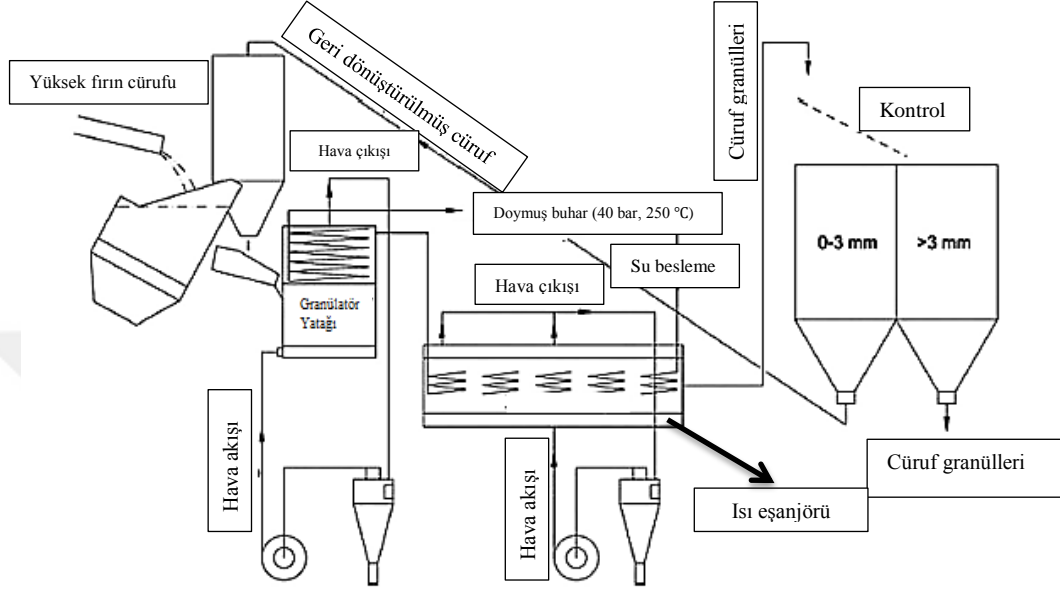 Yüksek fırın cürufu
Geri dönüştürülmüş cüruf
Hava çıkışı
Cüruf granülleri
Kontrol
Doymuş buhar (40 bar, 250 °C)
Su besleme
Hava çıkışı
0-3 mm
>3 mm
Granülatör
Yatağı
Hava akışı
Hava akışı
Isı eşanjörü
Cüruf granülleri